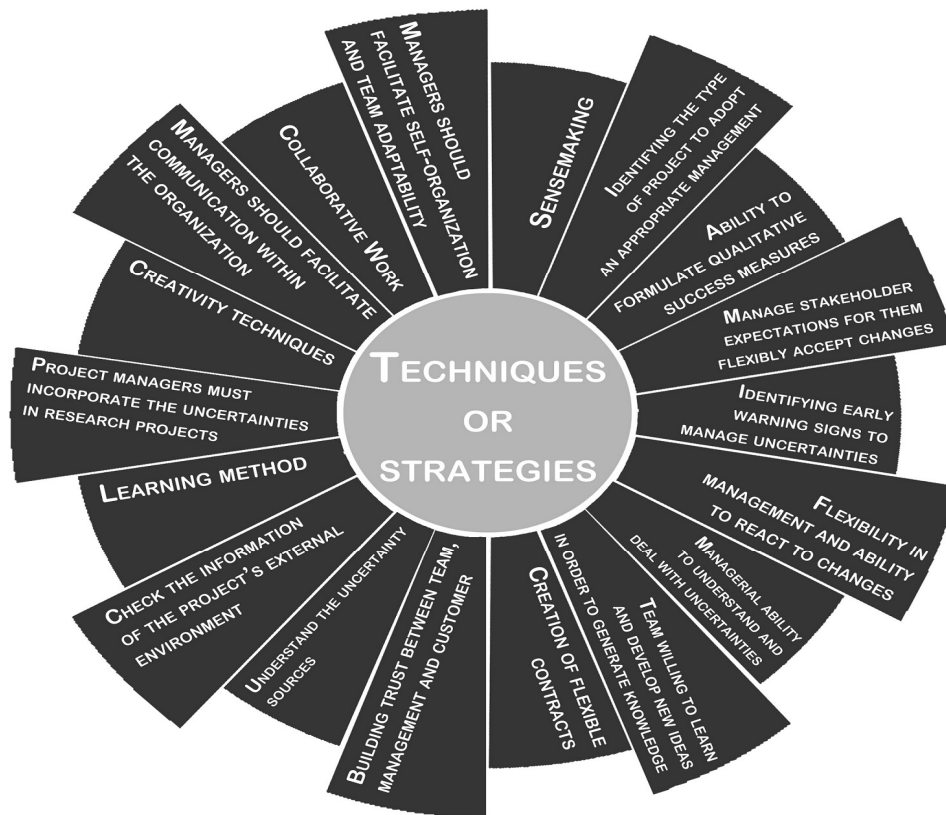 Techniques
or
strategies
Sensemaking
Identifying the type
of project to adopt
an appropriate management
Ability to
formulate qualitative
success measures
Manage stakeholder
expectations for them
flexibly accept changes
Identifying early
warning signs to
manage uncertainties
Flexibility in
management and ability
to react to changes
Managerial ability
to understand and
deal with uncertainties
Team willing to learn
and develop new ideas
in order to generate knowledge
Creation of flexible
contracts
Building trust between team,
management and customer
Understand the uncertainty
sources
Check the information
of the project's external
environment
Learning method
Project managers must
incorporate the uncertainties
in research projects
Creativity techniques
Managers should facilitate
communication within
the organization
Collaborative Work
Managers should
facilitate self-organization
and team adaptability